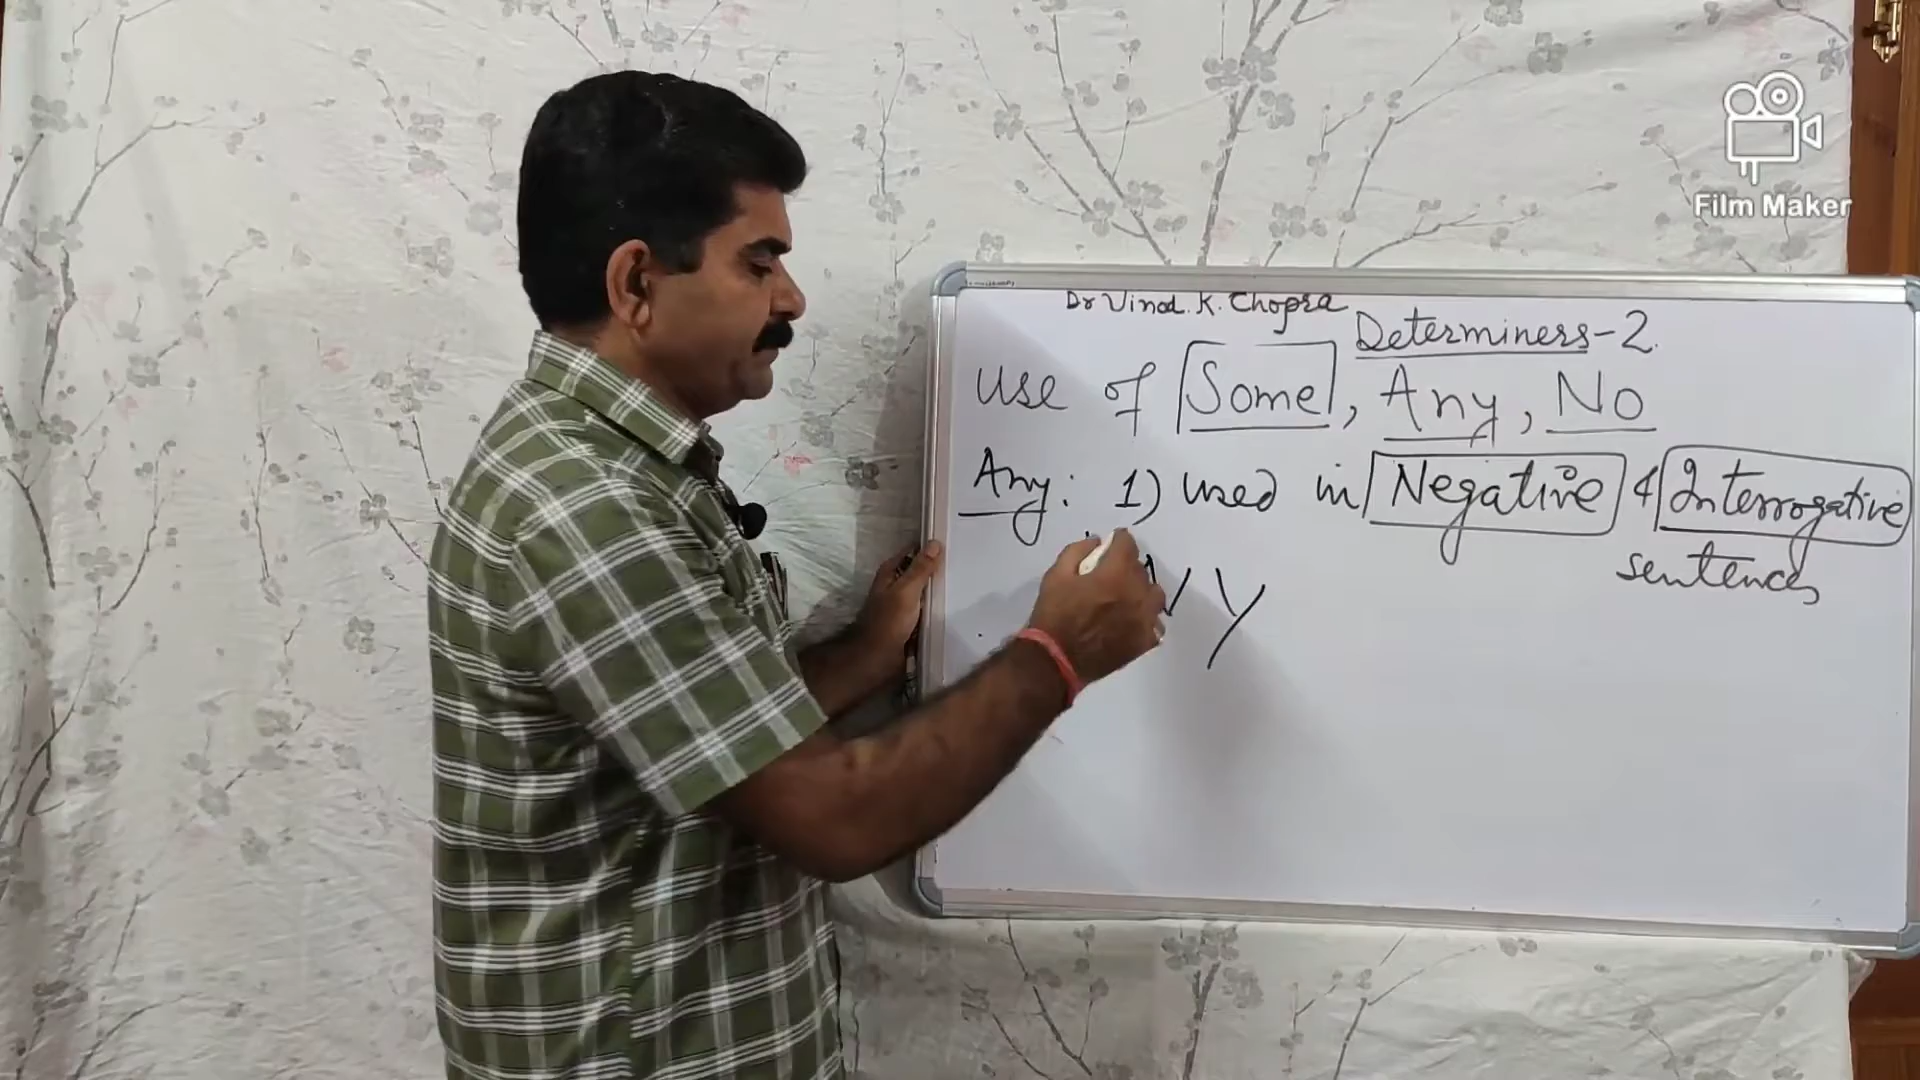 Film Maker
Dr Vinod. K. Chopra
Determiners-2.
Use of Some, Any, No
Any: 1) used in Negative & Interrogative
sentences
NY